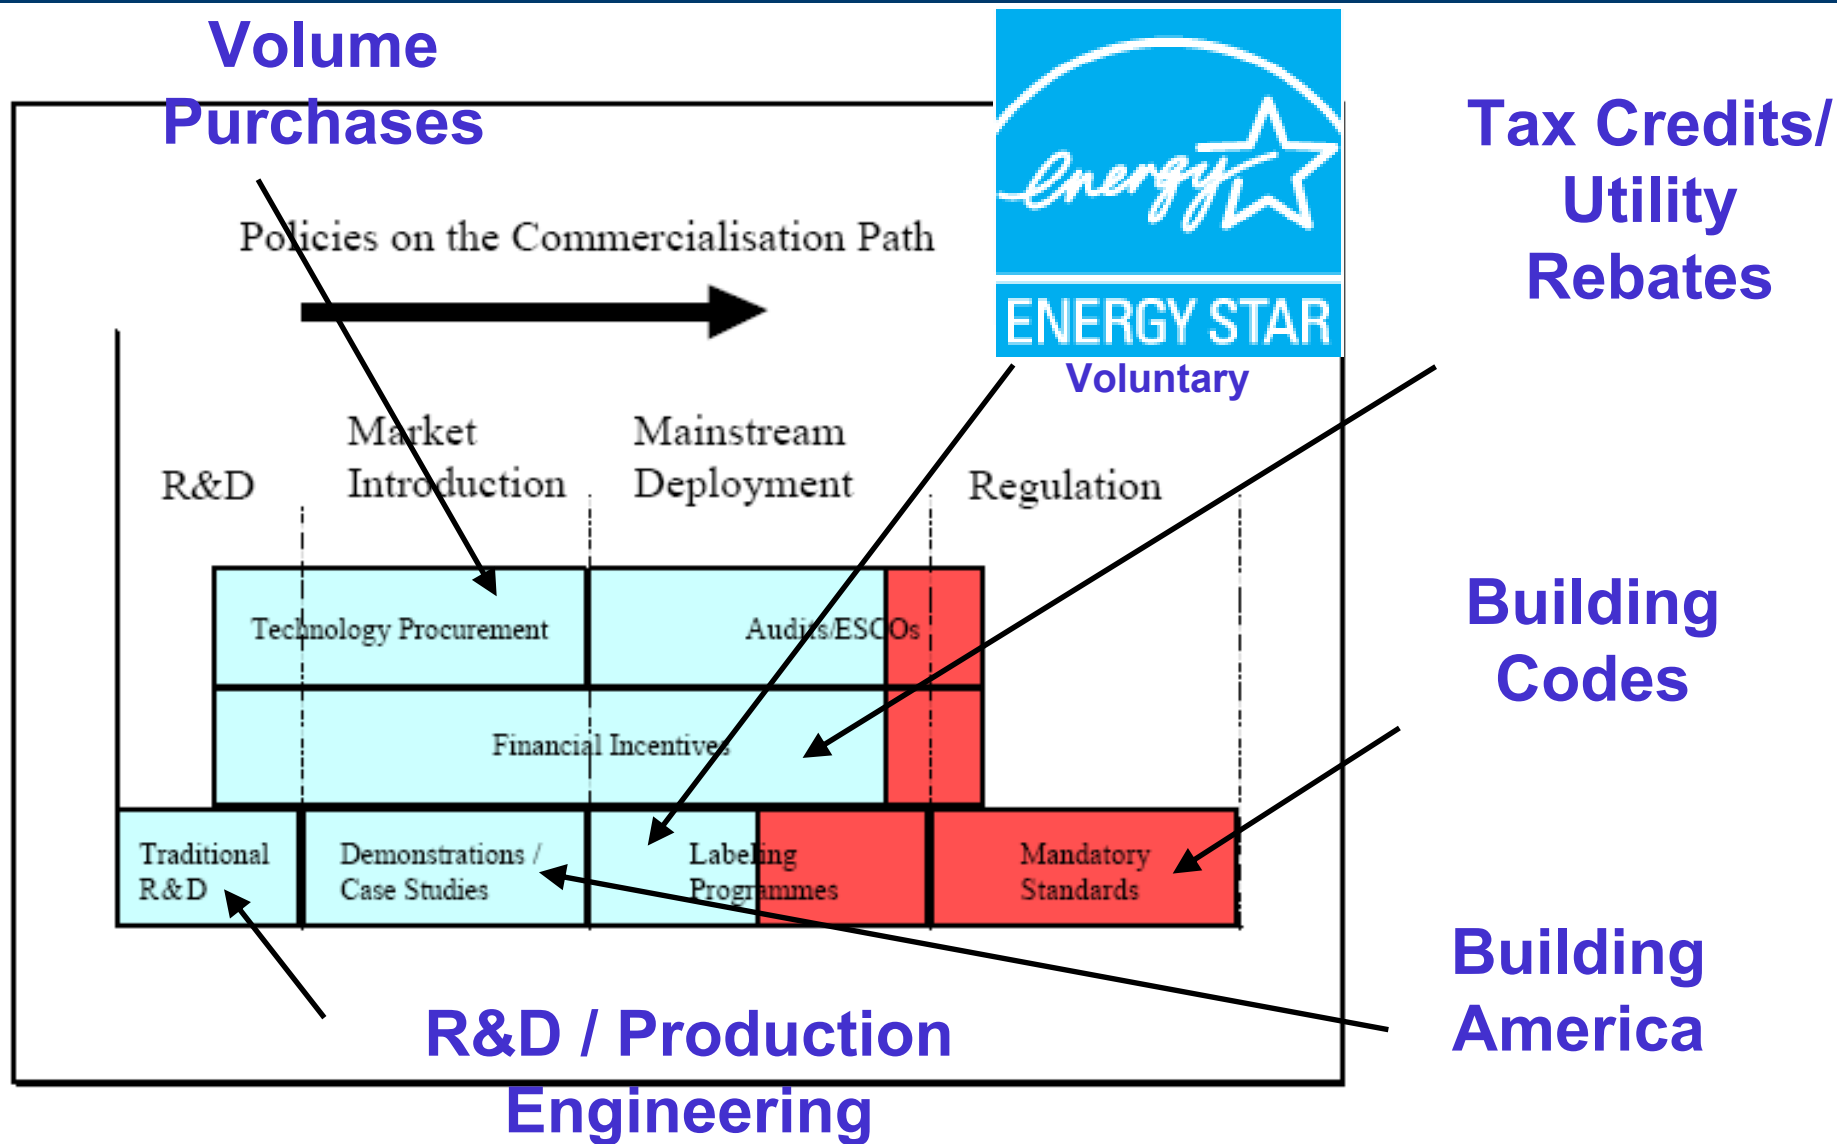 Volume
Purchases
energy
ENERGY STAR
Voluntary
Tax Credits/
Utility
Rebates
Policies on the Commercialisation Path
R&D
Market
Introduction
Mainstream
Deployment
Regulation
Technology Procurement
Audits/ESCOs
Financial Incentives
Traditional
R&D
Demonstrations /
Case Studies
Labeling
Programmes
Mandatory
Standards
Building
Codes
Building
America
R&D / Production
Engineering